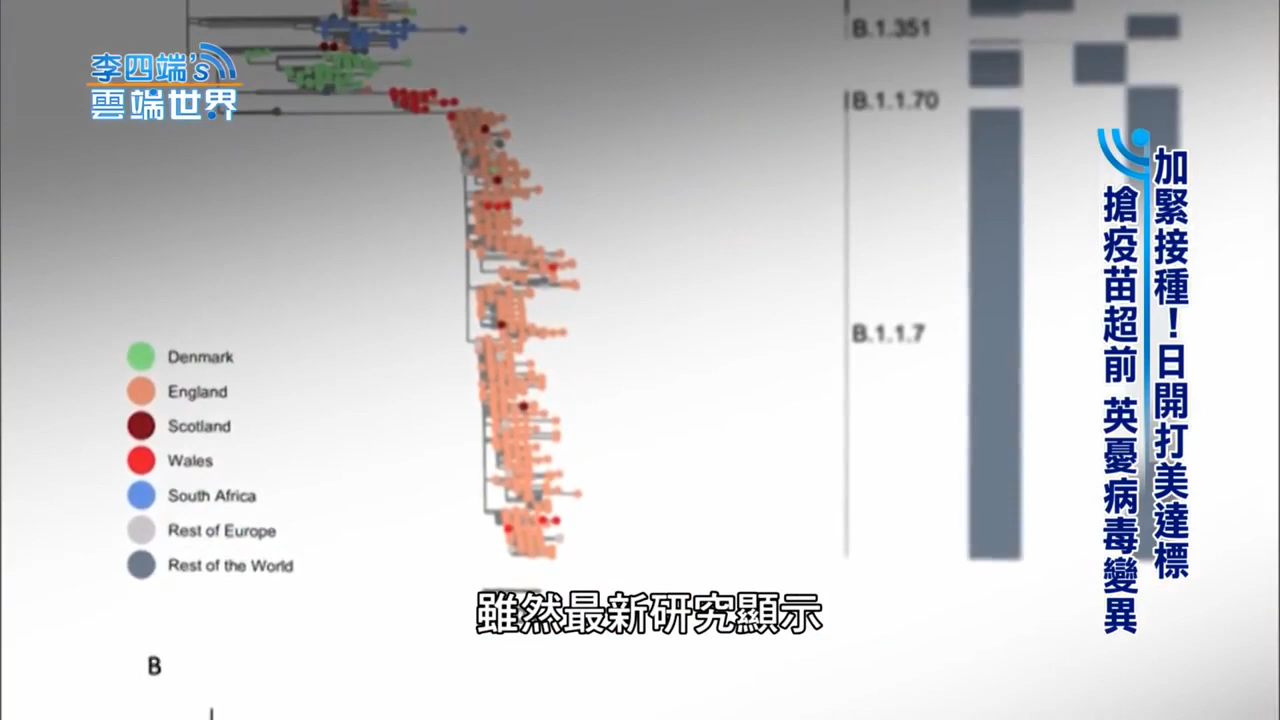 李四端's
雲端世界
B.1.351
B.1.1.70
B.1.1.7
加緊接種！日開打美達標
搶疫苗超前 英憂病毒變異
Denmark
England
Scotland
Wales
South Africa
Rest of Europe
Rest of the World
雖然最新研究顯示
B